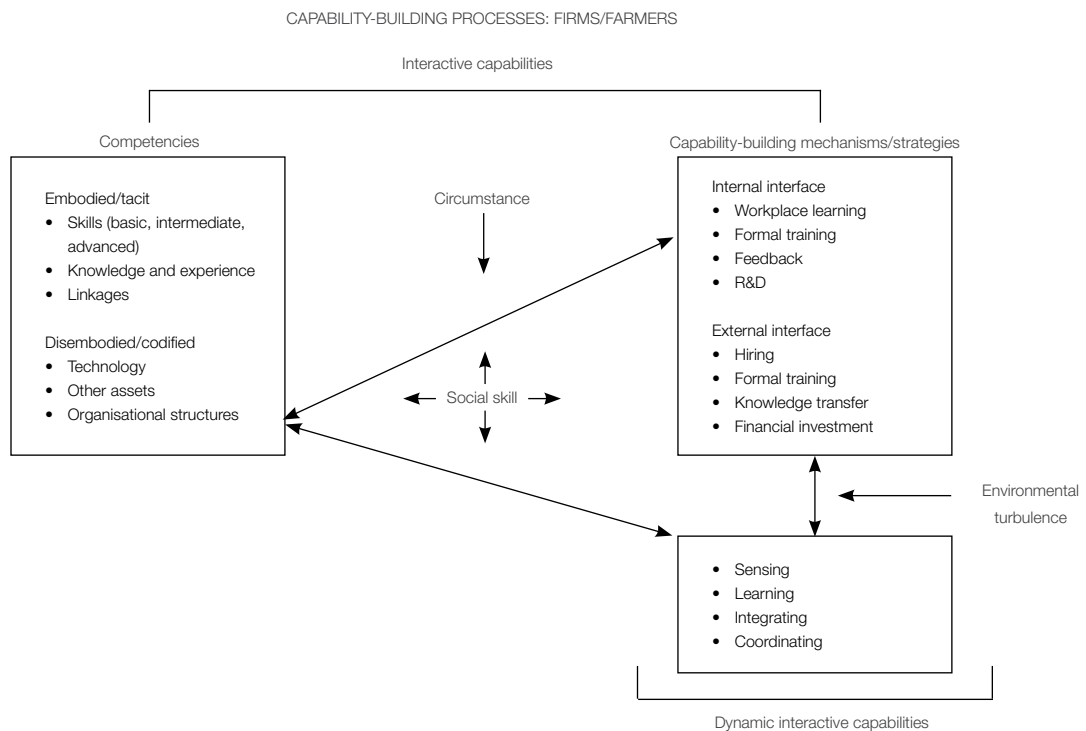 CAPABILITY-BUILDING PROCESSES: FIRMS/FARMERS
Interactive capabilities
Competencies
Embodied/tacit
• Skills (basic, intermediate,
advanced)
• Knowledge and experience
• Linkages
Disembodied/codified
• Technology
• Other assets
• Organisational structures
Circumstance
Social skill
Capability-building mechanisms/strategies
Internal interface
• Workplace learning
• Formal training
• Feedback
• R&D
External interface
• Hiring
• Formal training
• Knowledge transfer
• Financial investment
Environmental
turbulence
• Sensing
• Learning
• Integrating
• Coordinating
Dynamic interactive capabilities